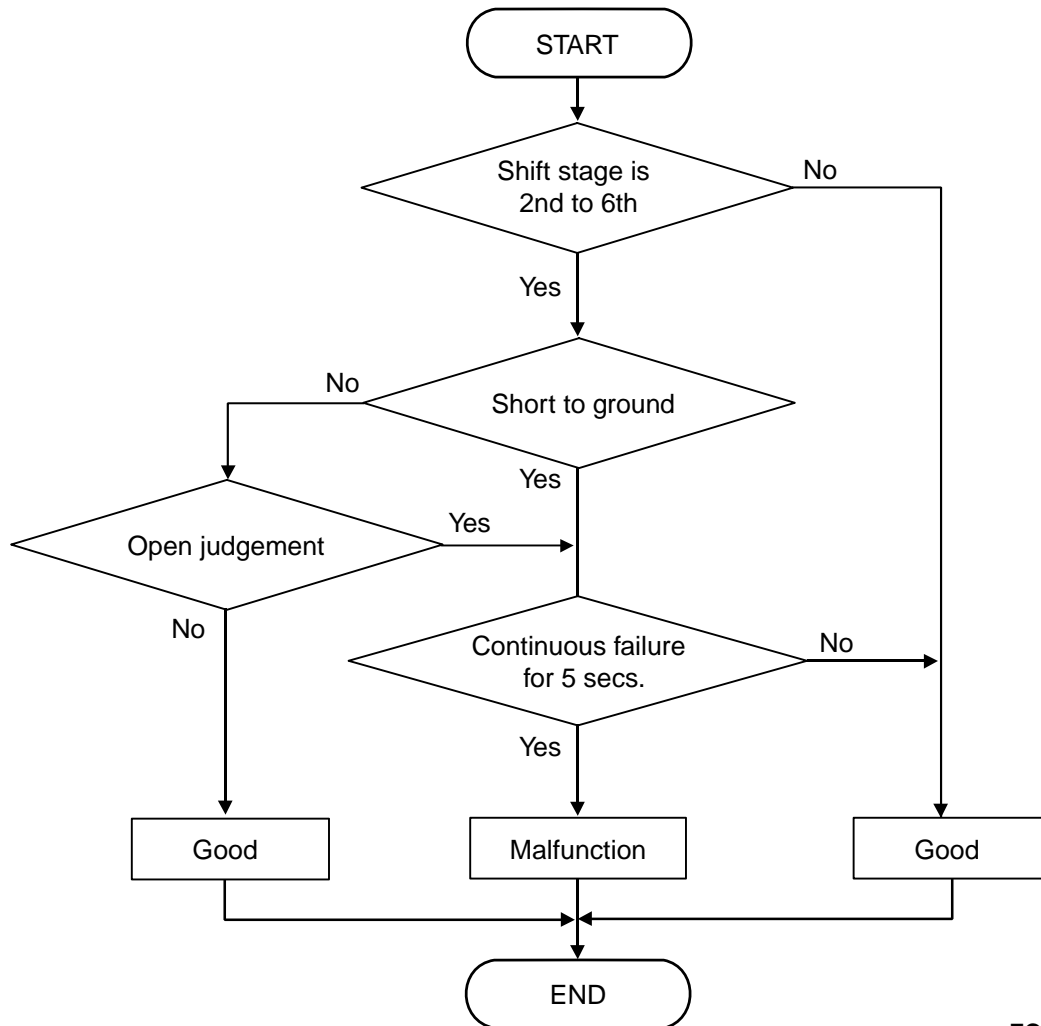 START
Shift stage is
2nd to 6th
No
Yes
No
Short to ground
Yes
Open judgement
Yes
No
Continuous failure
for 5 secs.
No
Yes
Good
Malfunction
Good
END